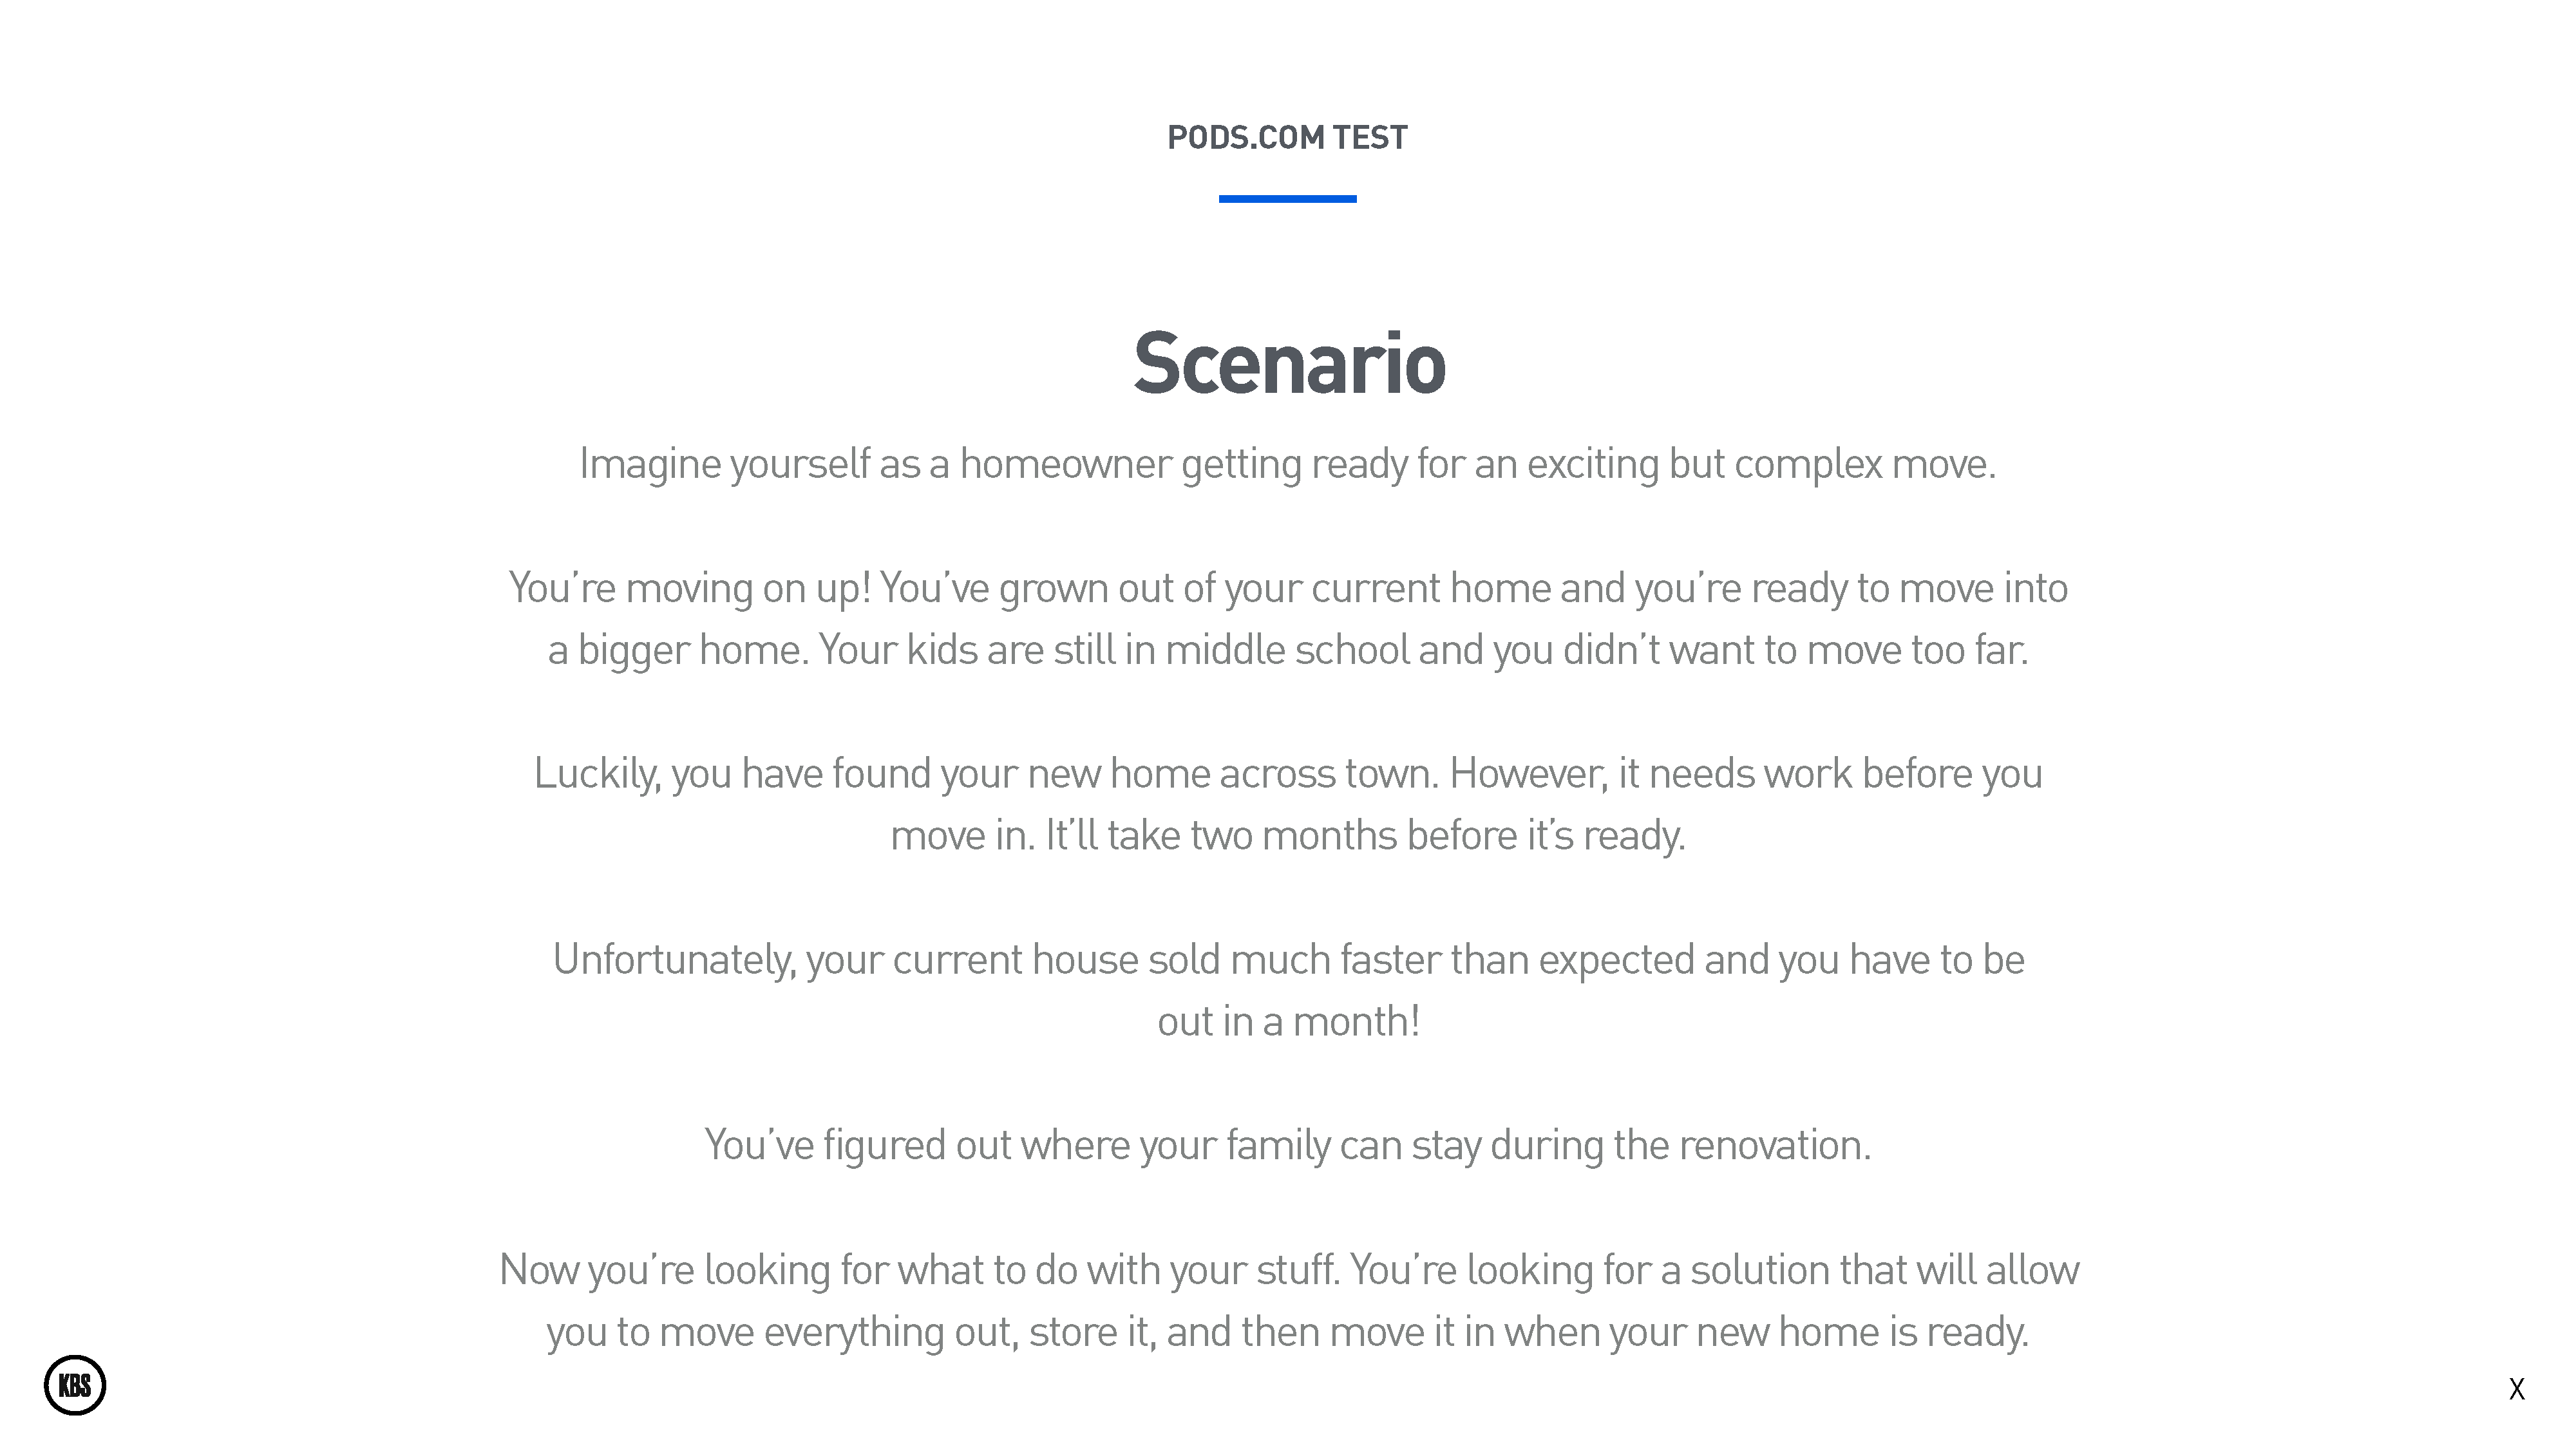 PODS.COM TEST
Scenario
Imagine yourself as a homeowner getting ready for an exciting but complex move.
You’re moving on up! You’ve grown out of your current home and you’re ready to move into
a bigger home. Your kids are still in middle school and you didn’t want to move too far.
Luckily, you have found your new home across town. However, it needs work before you
move in. It’ll take two months before it’s ready.
Unfortunately, your current house sold much faster than expected and you have to be
out in a month!
You’ve figured out where your family can stay during the renovation.
Now you’re looking for what to do with your stuff. You’re looking for a solution that will allow
you to move everything out, store it, and then move it in when your new home is ready.
KBS
X